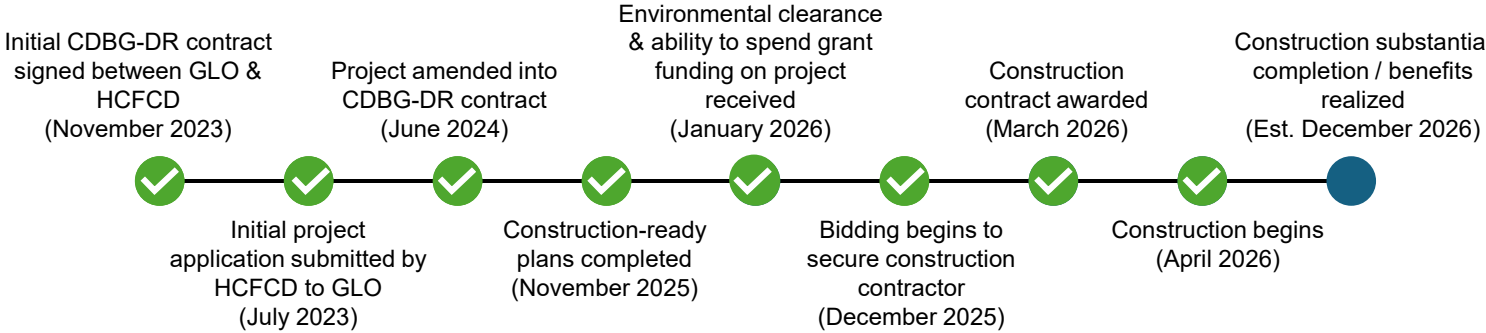 Initial CDBG-DR contract
signed between GLO &
HCFCD
(November 2023)
Initial project
application submitted by
HCFCD to GLO
(July 2023)
Project amended into
CDBG-DR contract
(June 2024)
Construction-ready
plans completed
(November 2025)
Environmental clearance
& ability to spend grant
funding on project
received
(January 2026)
Bidding begins to
secure construction
contractor
(December 2025)
Construction
contract awarded
(March 2026)
Construction begins
(April 2026)
Construction substantia
completion / benefits
realized
(Est. December 2026)